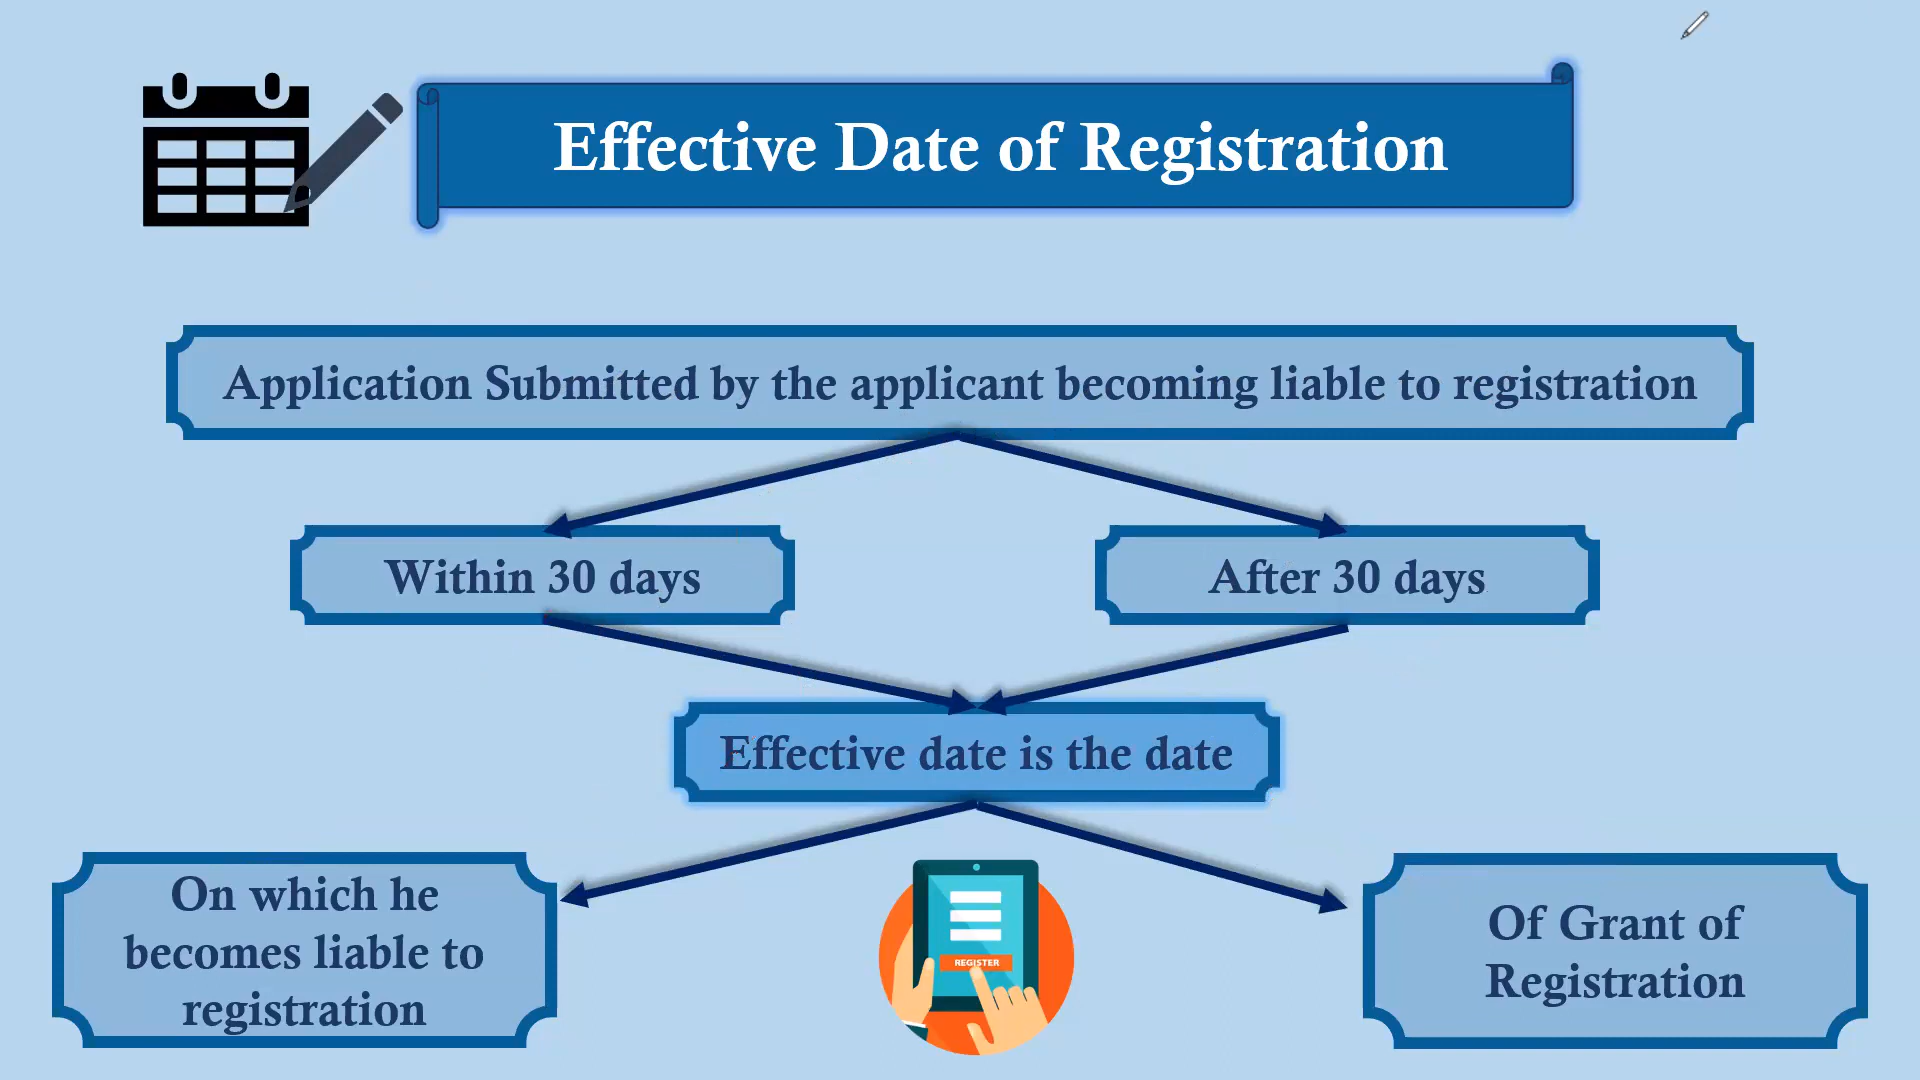 Effective Date of Registration
Application Submitted by the applicant becoming liable to registration
Within 30 days
After 30 days
Effective date is the date
On which he
becomes liable to
registration
REGISTER
Of Grant of
Registration